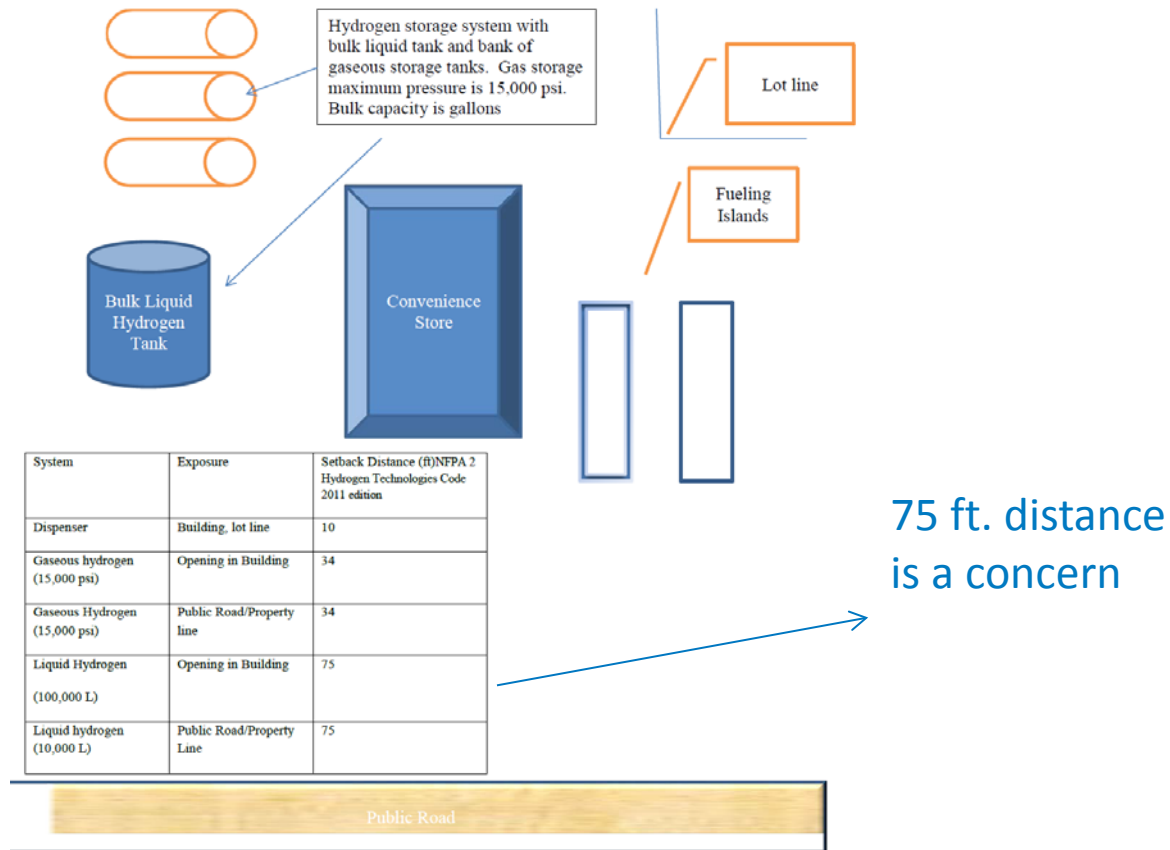 Hydrogen storage system with
bulk liquid tank and bank of
gaseous storage tanks.  Gas storage
maximum pressure is 15,000 psi.
Bulk capacity is gallons
Lot line
Fueling
Islands
Bulk Liquid
Hydrogen
Tank
Convenience
Store
System
Exposure
Setback Distance (ft)NFPA 2
Hydrogen Technologies Code
2011 edition
Dispenser
Building, lot line
10
Gaseous hydrogen
(15,000 psi)
Opening in Building
34
Gaseous Hydrogen
(15,000 psi)
Public Road/Property
line
34
Liquid Hydrogen
(100,000 L)
Opening in Building
75
Liquid hydrogen
(10,000 L)
Public Road/Property
Line
75
75 ft. distance
is a concern
Public Road